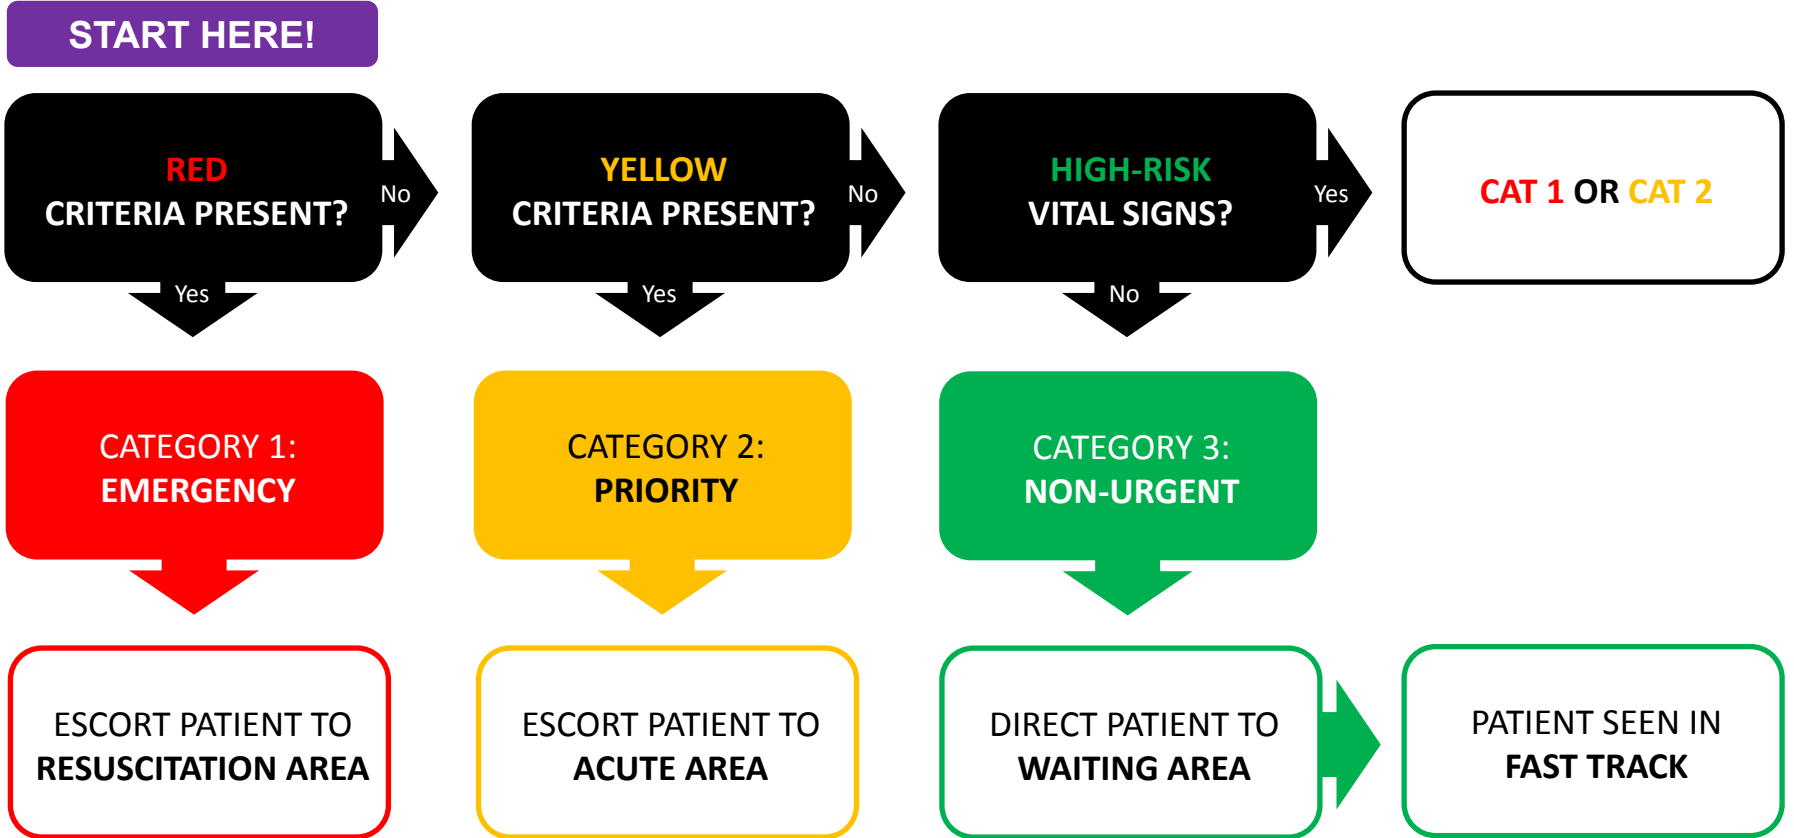 START HERE!
RED
CRITERIA PRESENT?
No
YELLOW
CRITERIA PRESENT?
No
HIGH-RISK
VITAL SIGNS?
Yes
CAT 1 OR CAT 2
Yes
Yes
No
CATEGORY 1:
EMERGENCY
CATEGORY 2:
PRIORITY
CATEGORY 3:
NON-URGENT
ESCORT PATIENT TO
RESUSCITATION AREA
ESCORT PATIENT TO
ACUTE AREA
DIRECT PATIENT TO
WAITING AREA
PATIENT SEEN IN
FAST TRACK